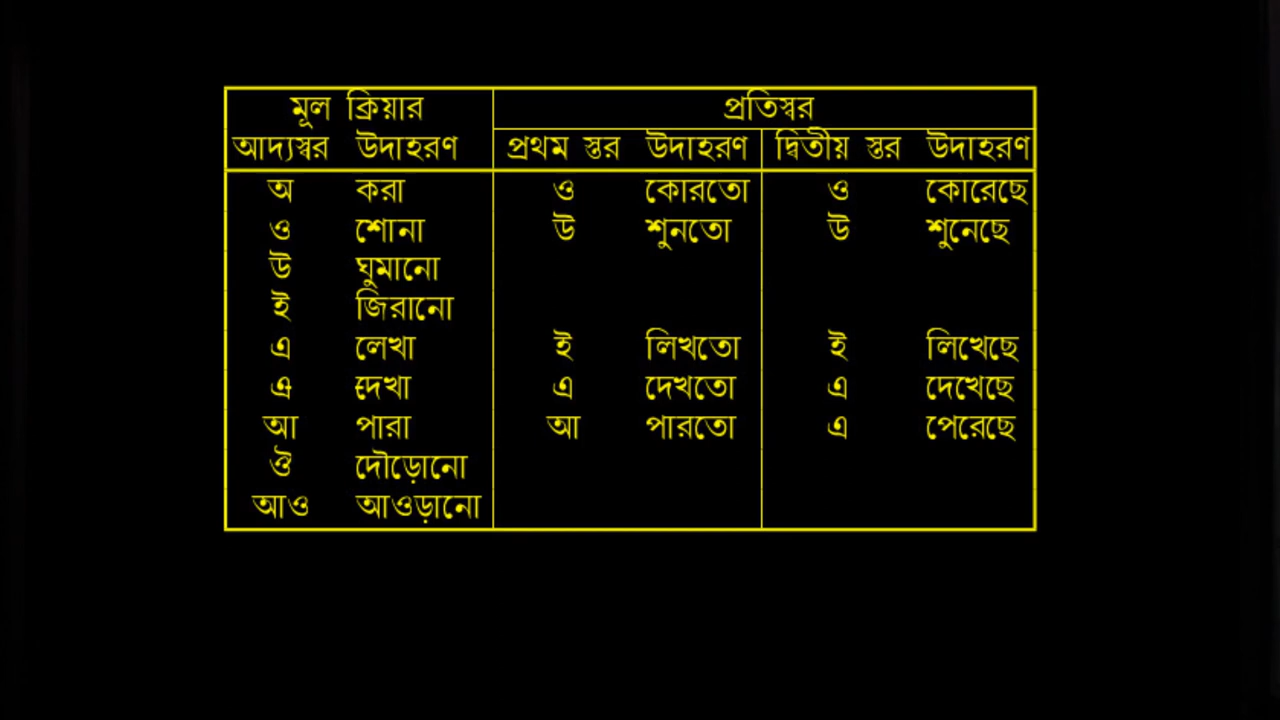 মূল ক্রিয়ার প্রতিস্বর
আদ্যস্বর উদাহরণ প্রথম স্তর উদাহরণ দ্বিতীয় স্তর উদাহরণ
অ করা ও কোরতো ও কোরেছে
ও শোনা উ শুনতো উ শুনেছে
উ ঘুমানো
ই জিরানো
এ লেখা ই লিখতো ই লিখেছে
এ দেখা এ দেখতো এ দেখেছে
আ পারা আ পারতো এ পেরেছে
ঔ দৌড়োনো
আও আওড়ানো